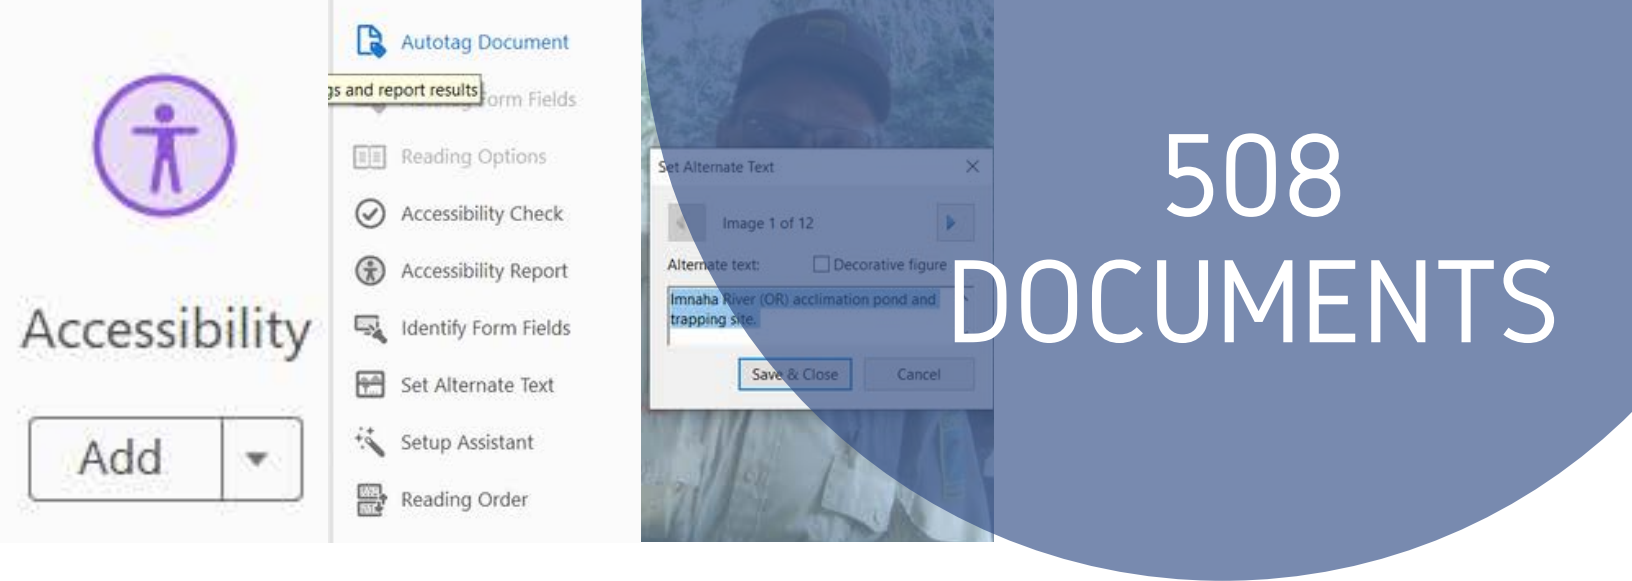 Accessibility
Add
Autotag Document
and report results
Form Fields
Reading Options
Accessibility Check
Accessibility Report
Identify Form Fields
Set Alternate Text
Setup Assistant
Reading Order
Set Alternate Text
Image 1 of 12
Alternate text:
Decorative figure
Imnaha River (OR) acclimation pond and
trapping site.
Save & Close
Cancel
508
DOCUMENTS